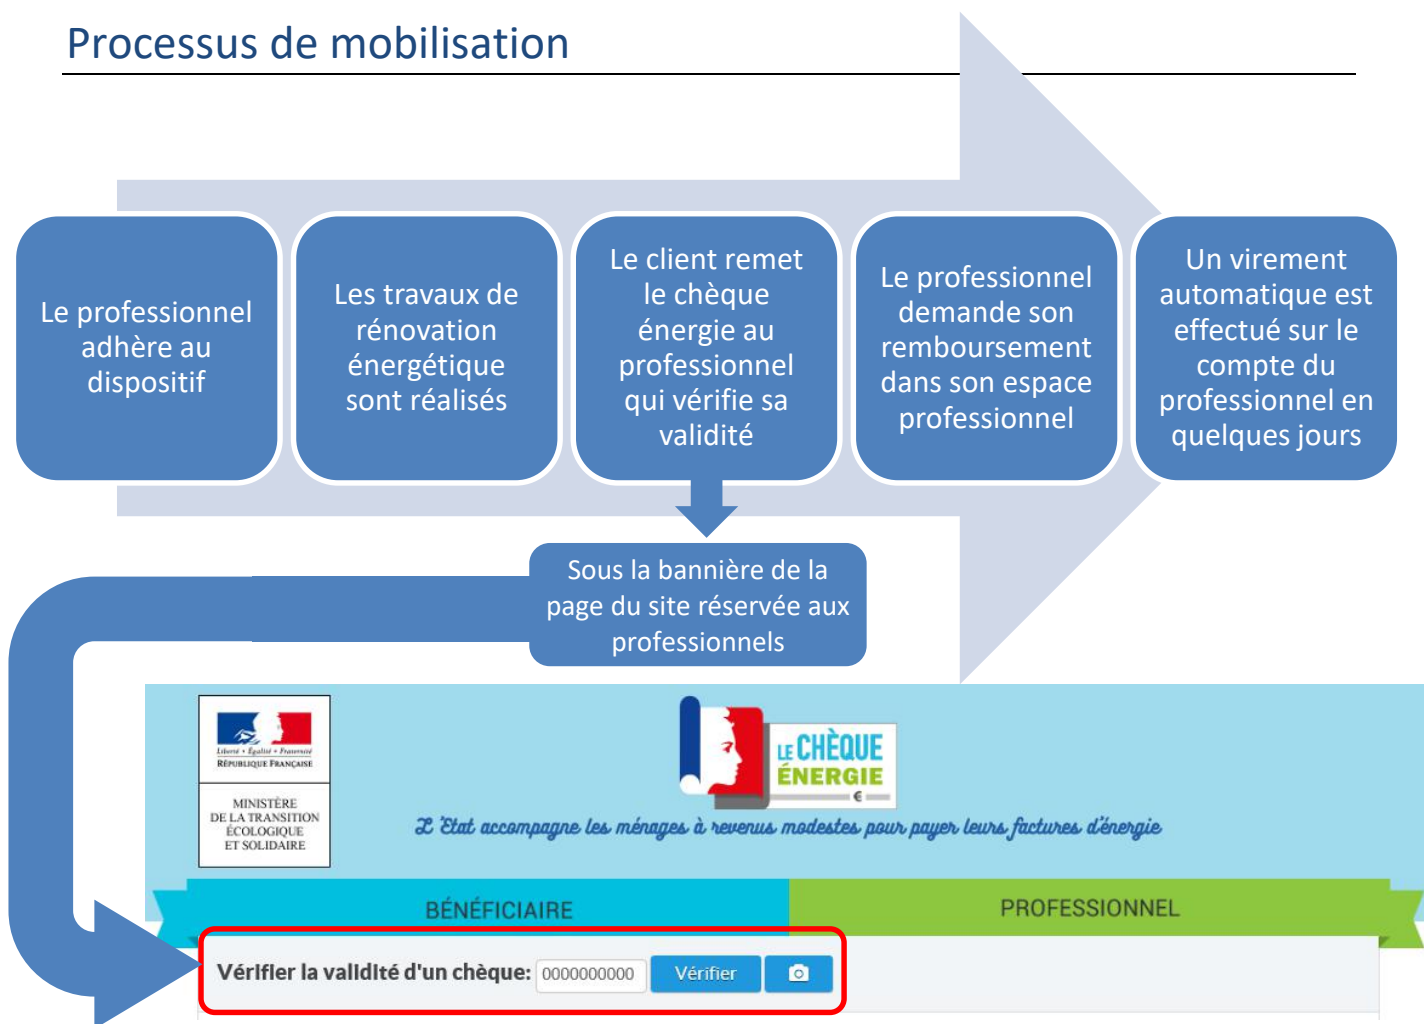 Processus de mobilisation
Le professionnel
adhère au
dispositif
Les travaux de
rénovation
énergétique
sont réalisés
Le client remet
le chèque
énergie au
professionnel
qui vérifie sa
validité
Le professionnel
demande son
remboursement
dans son espace
professionnel
Un virement
automatique est
effectué sur le
compte du
professionnel en
quelques jours
Sous la bannière de la
page du site réservée aux
professionnels
Liberté • Égalité • Fraternité
RÉPUBLIQUE FRANÇAISE
MINISTÈRE
DE LA TRANSITION
ÉCOLOGIQUE
ET SOLIDAIRE
LE CHÈQUE
ÉNERGIE
€
L'Etat accompagne les ménages à revenus modestes pour payer leurs factures d'énergie
BÉNÉFICIAIRE
PROFESSIONNEL
Vérifier la validité d'un chèque: 0000000000 Vérifier